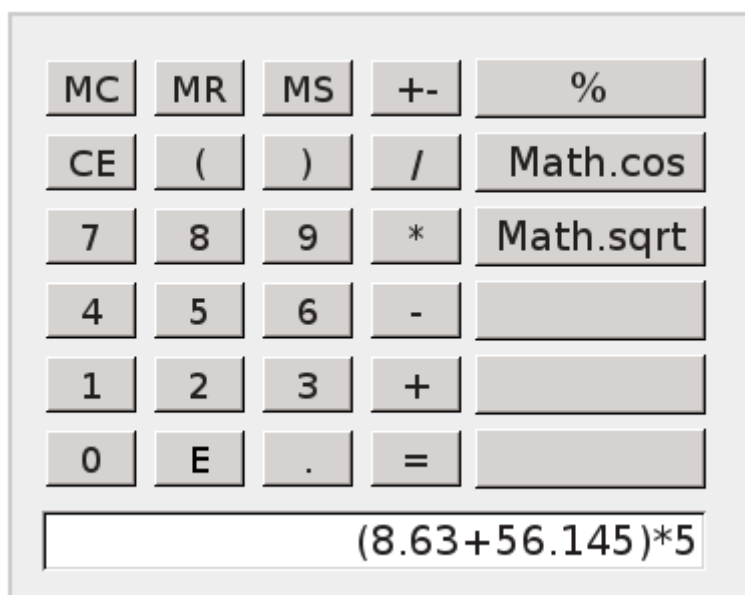 MC MR MS +- %
CE ( ) / Math.cos
7 8 9 * Math.sqrt
4 5 6 -
1 2 3 +
0 E . =
(8.63+56.145)*5